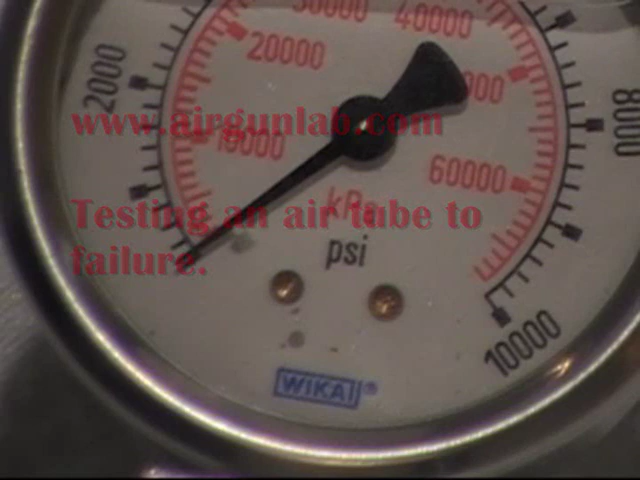 30000
40000
20000
2000
8000
www.airgunlab.com
10000
60000
Testing an air tube to
kPa
failure.
psi
10000
WIKA®